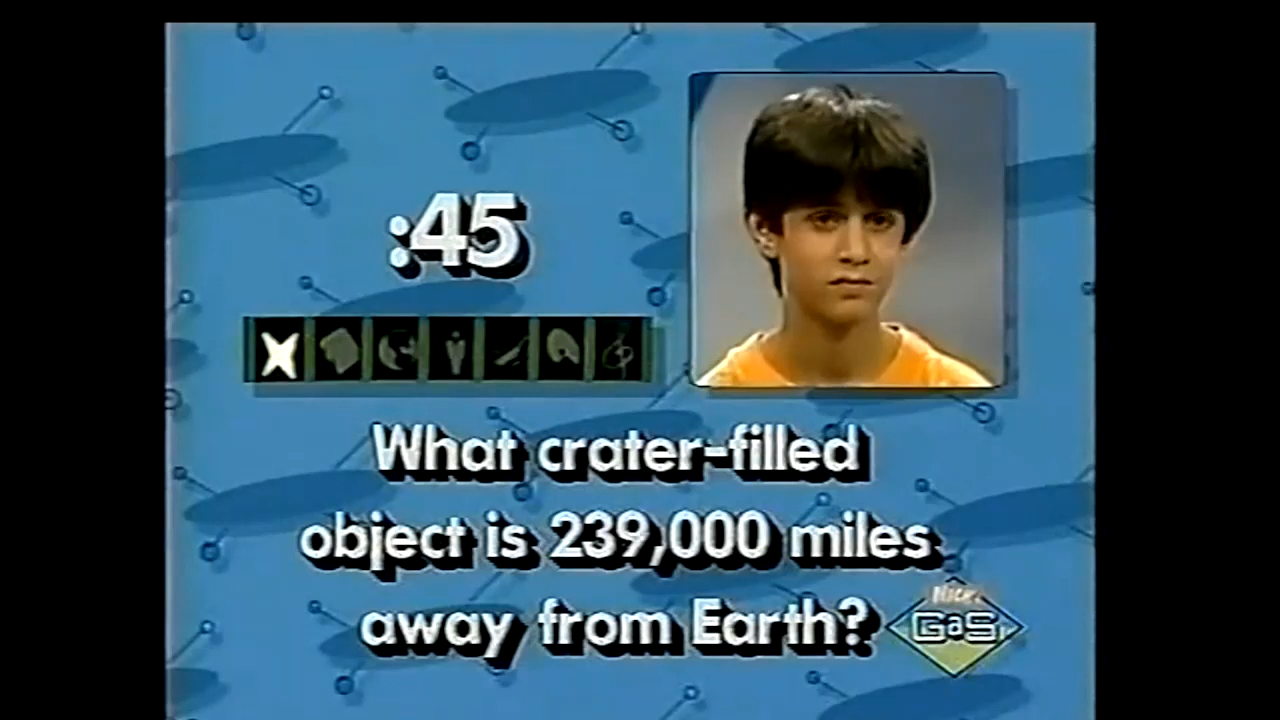 :45
X
What crater-filled
object is 239,000 miles
away from Earth?
Nick
GaS